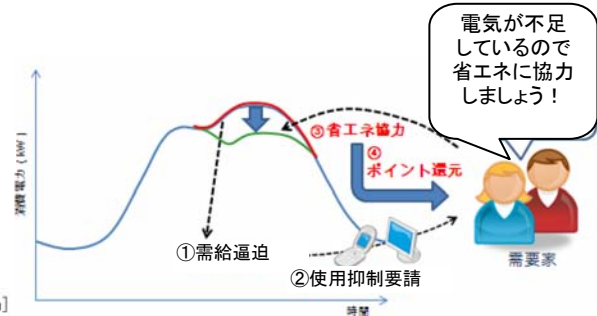 電気が不足
しているので
省エネに協力
しましょう！
消費電力（kW）
③省エネ協力
④
ポイント還元
①需給逼迫
②使用抑制要請
需要家
時間